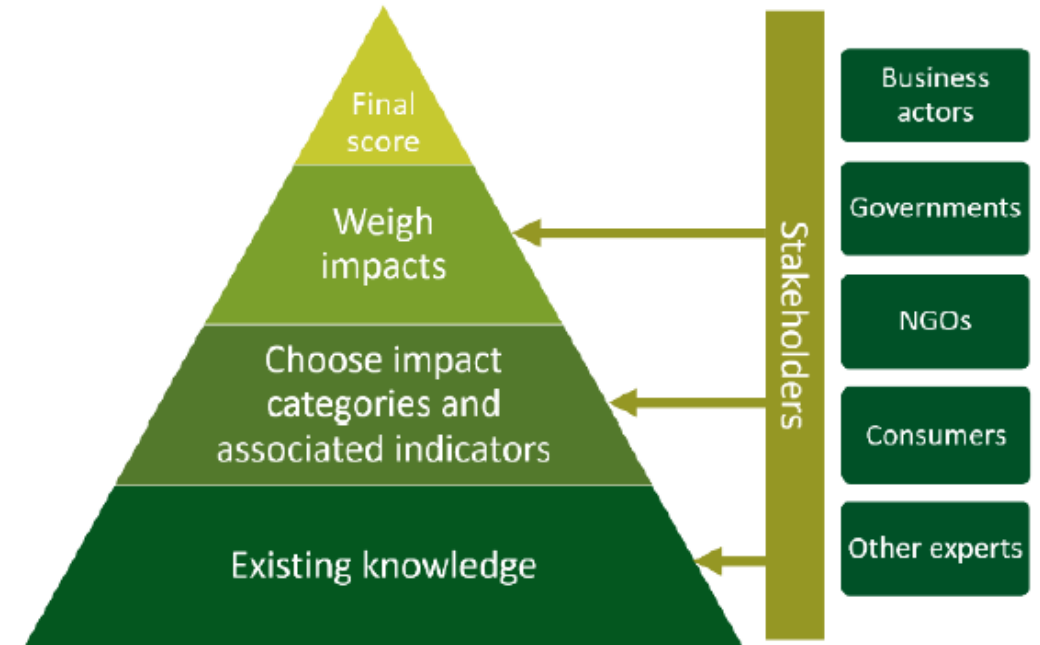 Final
score
Weigh
impacts
Choose impact
categories and
associated indicators
Existing knowledge
Stakeholders
Business
actors
Governments
NGOs
Consumers
Other experts